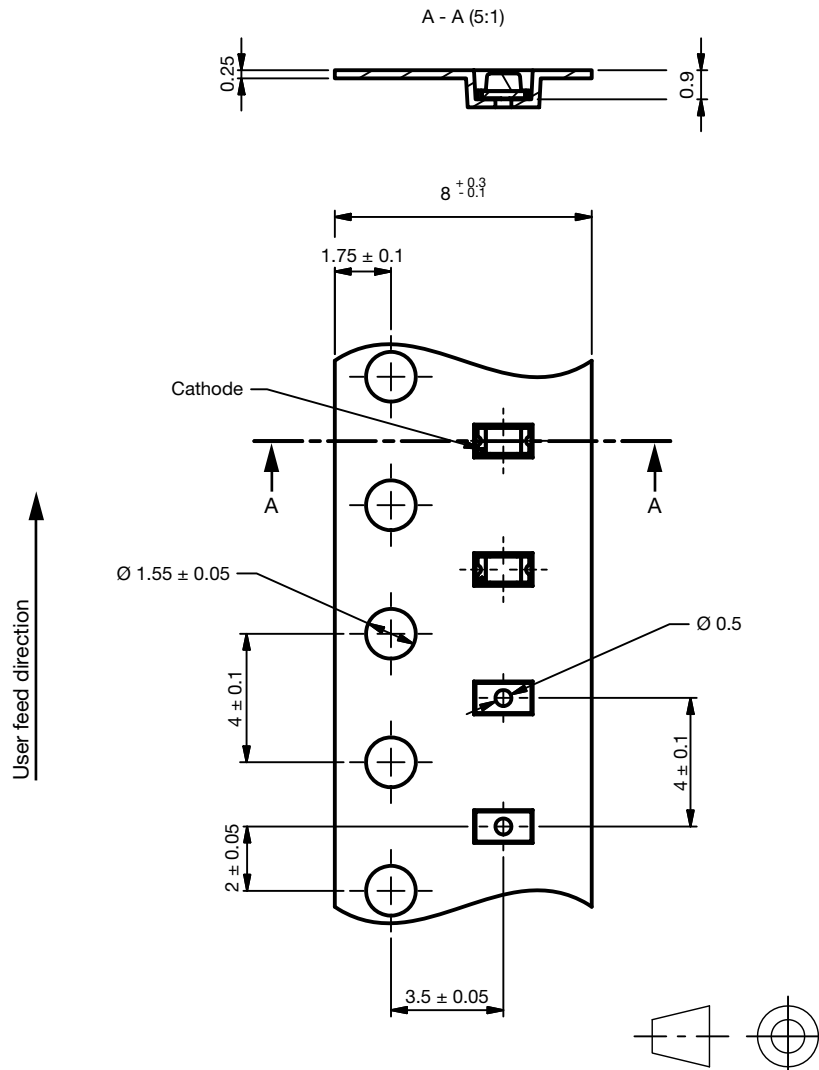 A - A (5:1)
0.25
0.9
8 + 0.3 - 0.1
1.75 ± 0.1
Cathode
A
A
User feed direction
Ø 1.55 ± 0.05
Ø 0.5
4 ± 0.1
4 ± 0.1
2 ± 0.05
3.5 ± 0.05